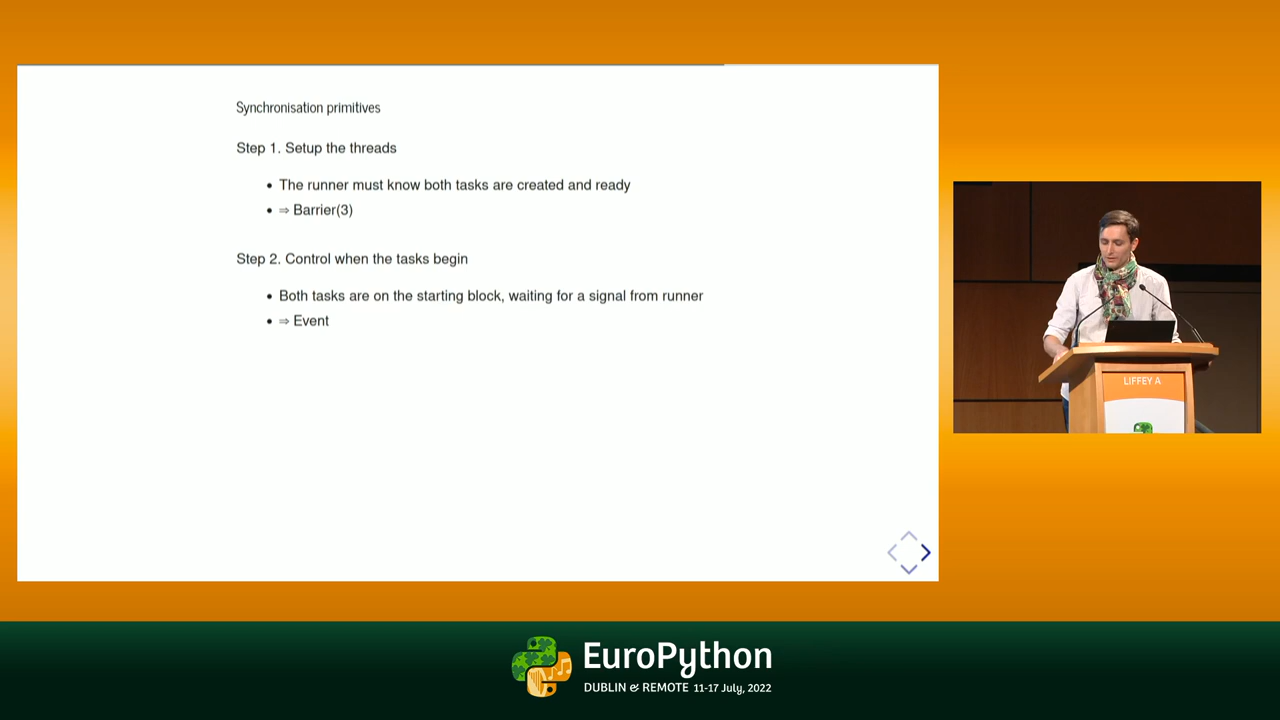 Synchronisation primitives
Step 1. Setup the threads
• The runner must know both tasks are created and ready
• ⇒ Barrier(3)
Step 2. Control when the tasks begin
• Both tasks are on the starting block, waiting for a signal from runner
• ⇒ Event
LIFFEY A
EuroPython
DUBLIN & REMOTE 11-17 July, 2022